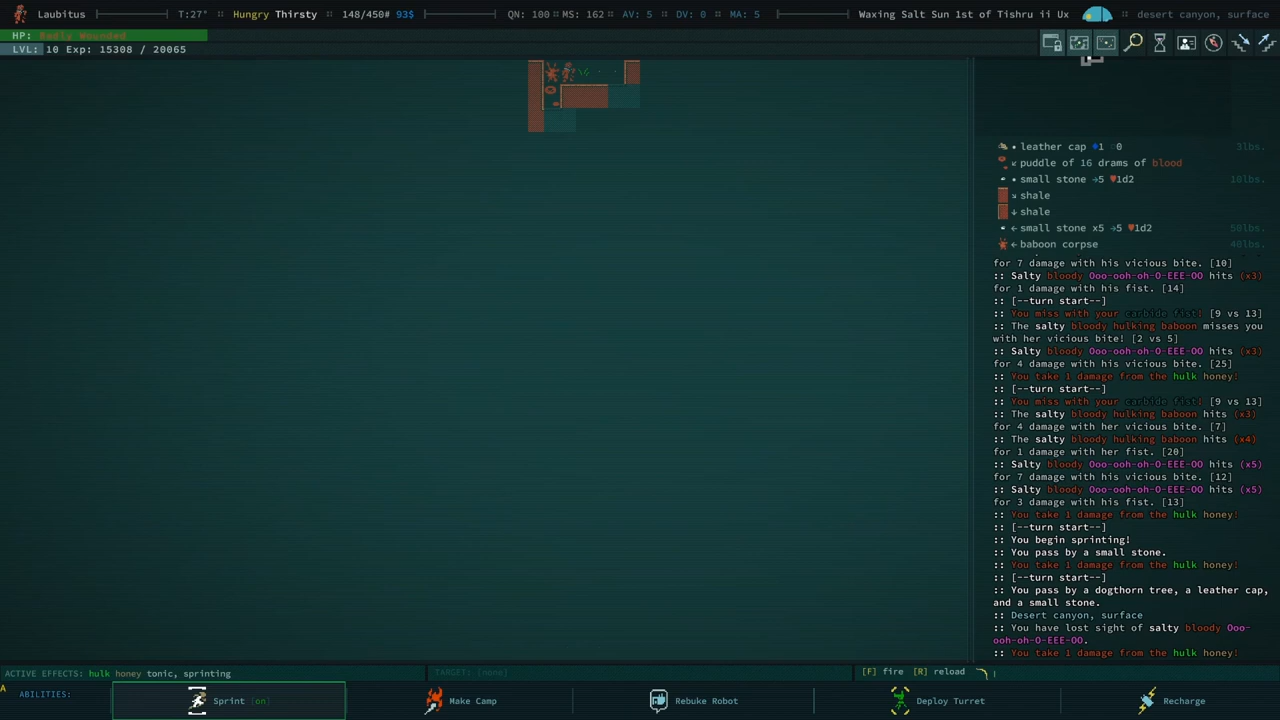 Laubitus T:27° :: Hungry Thirsty :: 148/450# 93$ QN: 100 :: MS: 162 :: AV: 5 :: DV: 0 :: MA: 5 Waxing Salt Sun 1st of Tishru ii Ux :: desert canyon, surface
HP: Badly Wounded
LVL: 10 Exp: 15308 / 20065
leather cap ♦1 ○0 3lbs.
puddle of 16 drams of blood
small stone →5 ♥1d2 10lbs.
shale
↓ shale
← small stone x5 →5 ♥1d2 50lbs.
← baboon corpse 40lbs.
for 7 damage with his vicious bite. [10]
:: Salty bloody Ooo-ooh-oh-O-EEE-OO hits (x3)
for 1 damage with his fist. [14]
:: [--turn start--]
:: You miss with your carbide fist! [9 vs 13]
:: The salty bloody hulking baboon misses you
with her vicious bite! [2 vs 5]
:: Salty bloody Ooo-ooh-oh-O-EEE-OO hits (x3)
for 4 damage with his vicious bite. [25]
:: You take 1 damage from the hulk honey!
:: [--turn start--]
:: You miss with your carbide fist! [9 vs 13]
:: The salty bloody hulking baboon hits (x3)
for 4 damage with her vicious bite. [7]
:: The salty bloody hulking baboon hits (x4)
for 1 damage with her fist. [20]
:: Salty bloody Ooo-ooh-oh-O-EEE-OO hits (x5)
for 7 damage with his vicious bite. [12]
:: Salty bloody Ooo-ooh-oh-O-EEE-OO hits (x5)
for 3 damage with his fist. [13]
:: You take 1 damage from the hulk honey!
:: [--turn start--]
:: You begin sprinting!
:: You pass by a small stone.
:: You take 1 damage from the hulk honey!
:: [--turn start--]
:: You pass by a dogthorn tree, a leather cap,
and a small stone.
:: Desert canyon, surface
:: You have lost sight of salty bloody Ooo-
ooh-oh-O-EEE-OO.
:: You take 1 damage from the hulk honey!
ACTIVE EFFECTS: hulk honey tonic, sprinting TARGET: [none] [F] fire [R] reload
A ABILITIES: Sprint [on] Make Camp Rebuke Robot Deploy Turret Recharge